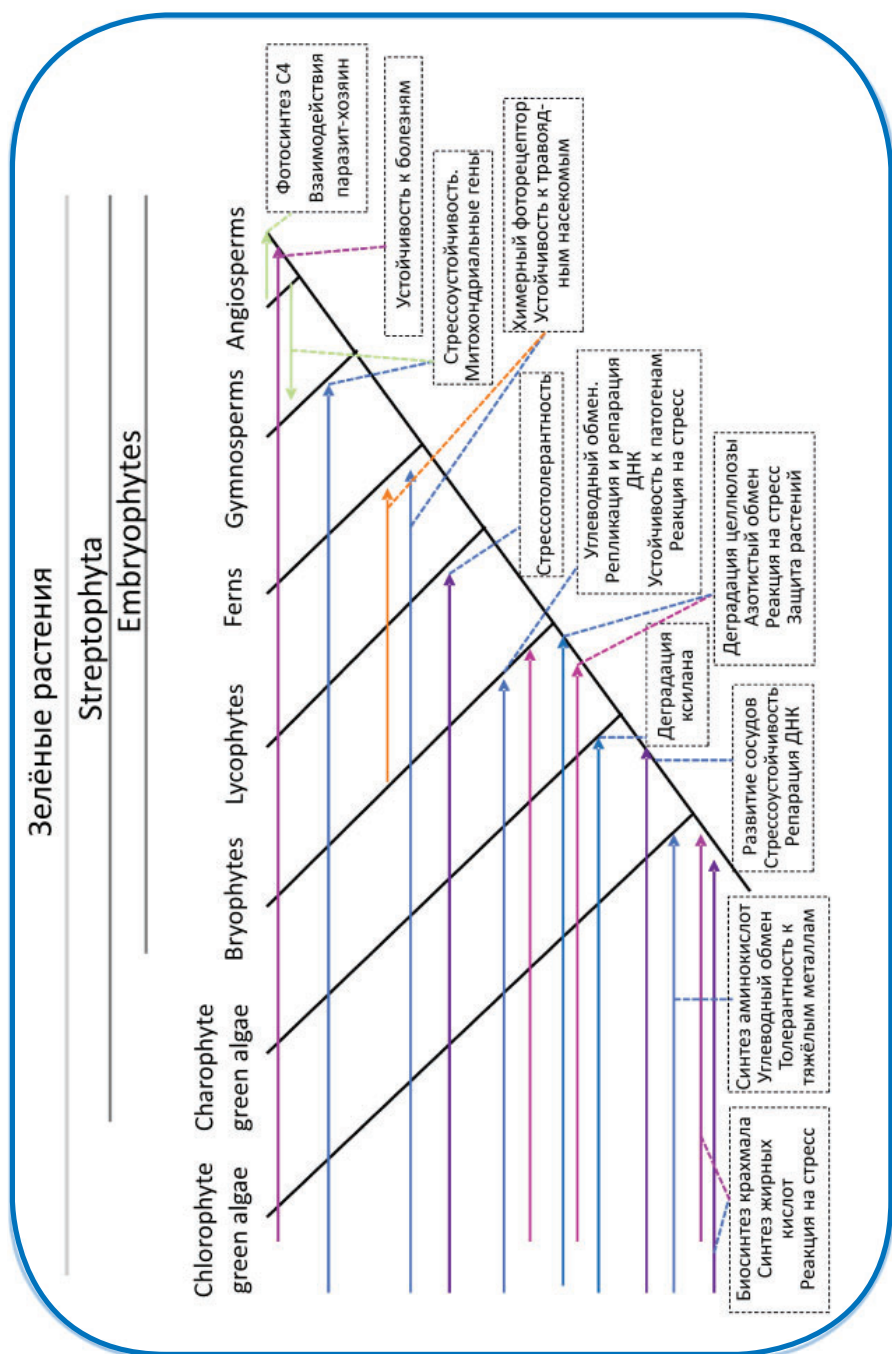 Зелёные растения
Streptophyta
Embryophytes
Chlorophyte
green algae
Charophyte
green algae
Bryophytes
Lycophytes
Ferns
Gymnosperms
Angiosperms
Фотосинтез С4
Взаимодействия
паразит-хозяин
Устойчивость к болезням
Стрессоустойчивость.
Митохондриальные гены
Химерный фоторецептор
Устойчивость к травояд-
ным насекомым
Стрессотолерантность
Углеводный обмен.
Репликация и репарация
ДНК
Устойчивость к патогенам
Реакция на стресс
Деградация целлюлозы
Азотистый обмен
Реакция на стресс
Защита растений
Деградация
ксилана
Развитие сосудов
Стрессоустойчивость
Репарация ДНК
Синтез аминокислот
Углеводный обмен
Толерантность к
тяжёлым металлам
Биосинтез крахмала
Синтез жирных
кислот
Реакция на стресс